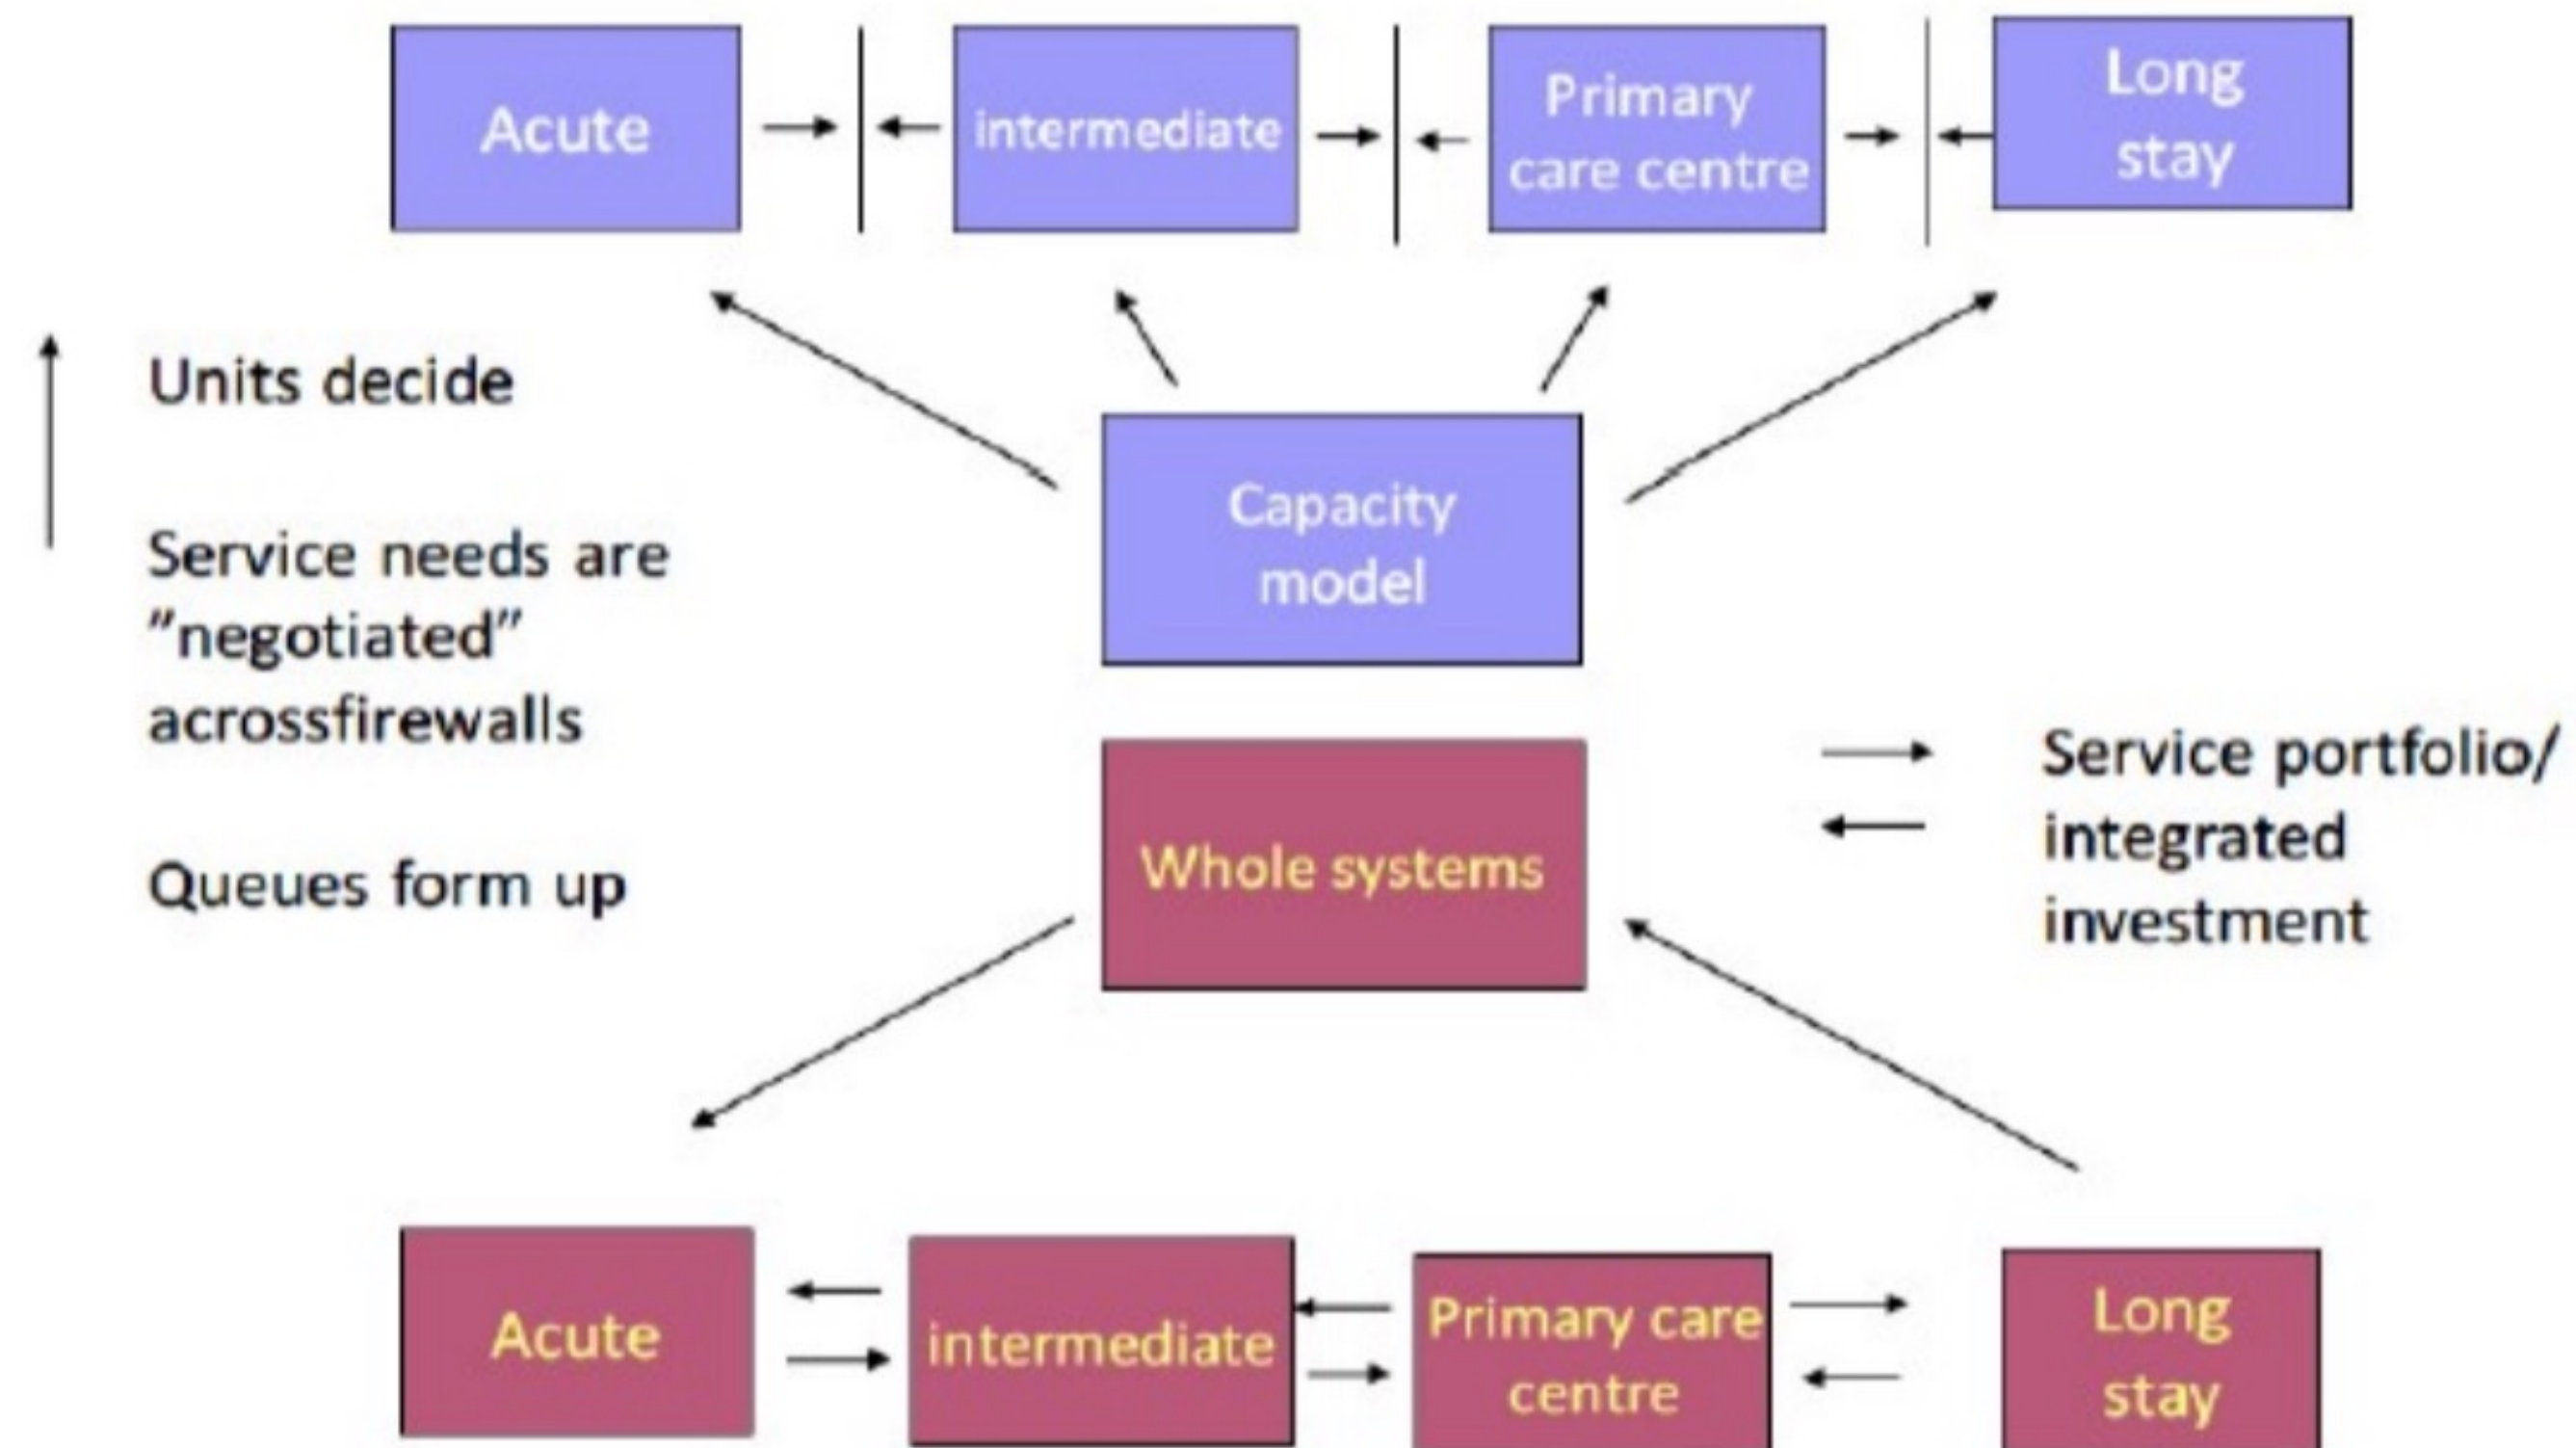 Acute
intermediate
Primary
care centre
Long
stay
Units decide
Service needs are
"negotiated"
acrossfirewalls
Queues form up
Capacity
model
Whole systems
Service portfolio/
integrated
investment
Acute
intermediate
Primary care
centre
Long
stay